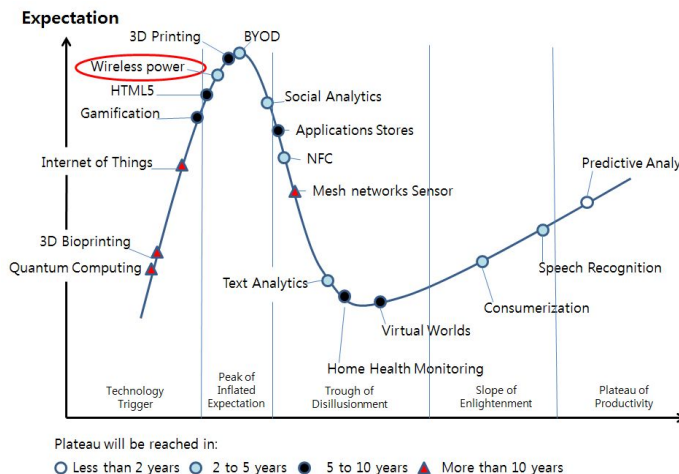 Expectation
3D Printing
BYOD
Wireless power
HTML5
Social Analytics
Gamification
Applications Stores
NFC
Internet of Things
Predictive Analy
Mesh networks Sensor
3D Bioprinting
Quantum Computing
Text Analytics
Speech Recognition
Consumerization
Virtual Worlds
Home Health Monitoring
Technology
Trigger
Peak of
Inflated
Expectation
Trough of
Disillusionment
Slope of
Enlightenment
Plateau of
Productivity
Plateau will be reached in:
Less than 2 years 2 to 5 years 5 to 10 years More than 10 years